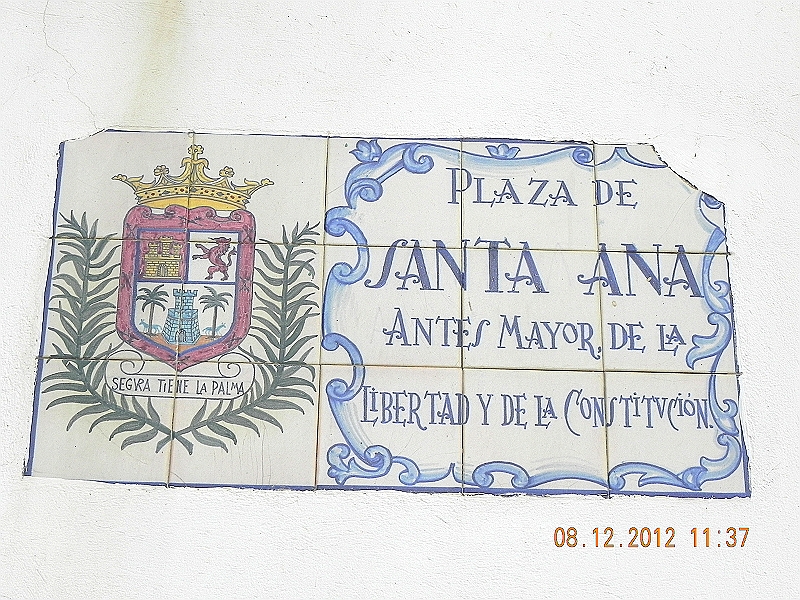 SEGVRA TIENE LA PALMA
PLAZA DE
SANTA ANA
ANTES MAYOR, DE LA
LIBERTAD Y DE LA CONSTITVCIÓN.
08.12.2012 11:37